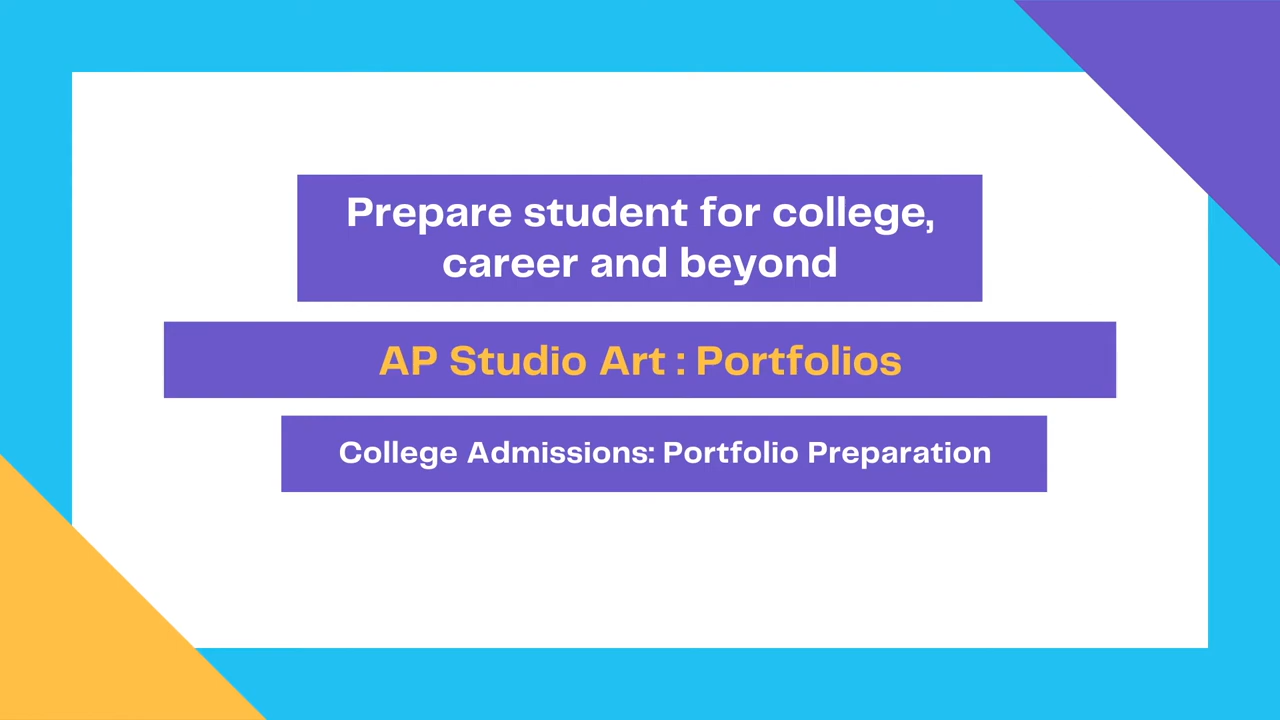 Prepare student for college,
career and beyond
AP Studio Art : Portfolios
College Admissions: Portfolio Preparation